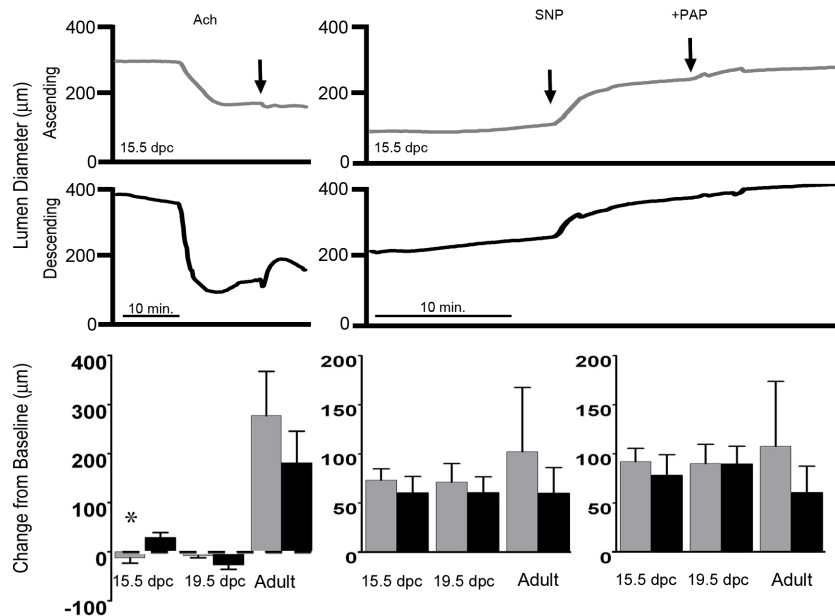 Ach SNP +PAP
Lumen Diameter (µm)
Ascending
400
200
0
15.5 dpc
400
200
0
15.5 dpc
Descending
400
200
0
10 min.
400
200
0
10 min.
Change from Baseline (µm)
400
300
200
100
0
-100
*
15.5 dpc 19.5 dpc Adult
200
150
100
50
0
15.5 dpc 19.5 dpc Adult
200
150
100
50
0
15.5 dpc 19.5 dpc Adult